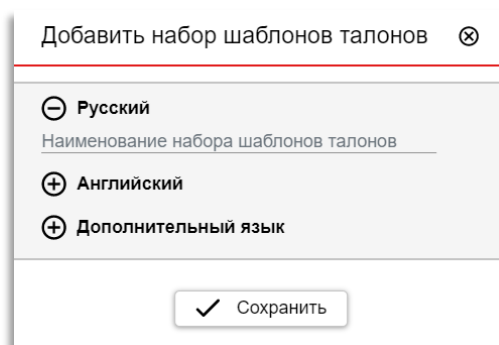 Добавить набор шаблонов талонов
Русский
Наименование набора шаблонов талонов
Английский
Дополнительный язык
Сохранить